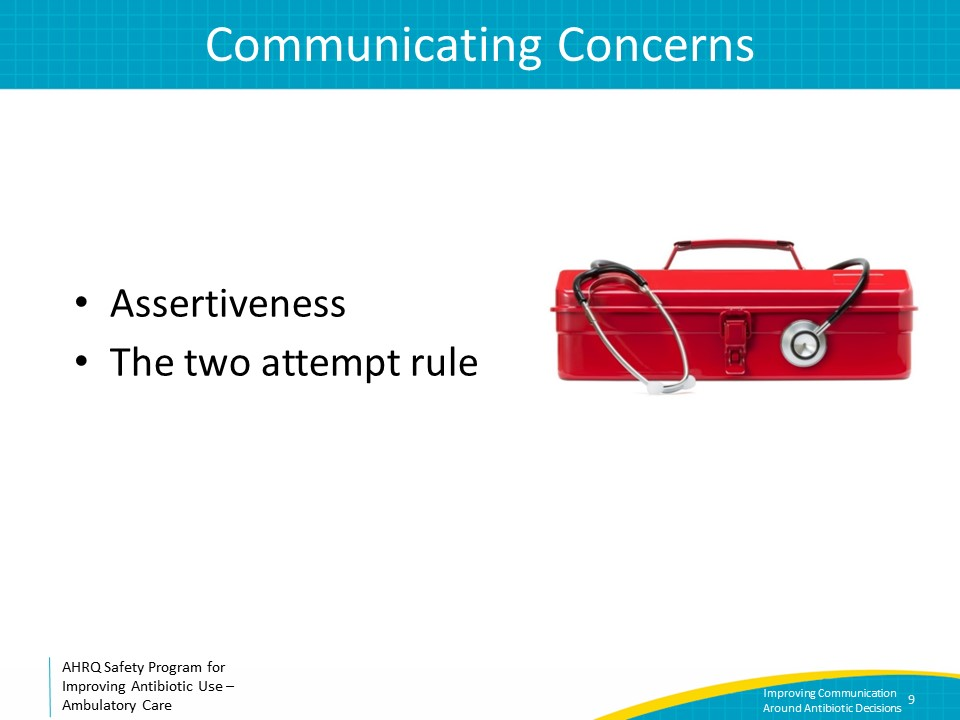 Communicating Concerns
• Assertiveness
• The two attempt rule
AHRQ Safety Program for
Improving Antibiotic Use –
Ambulatory Care
Improving Communication
Around Antibiotic Decisions
9